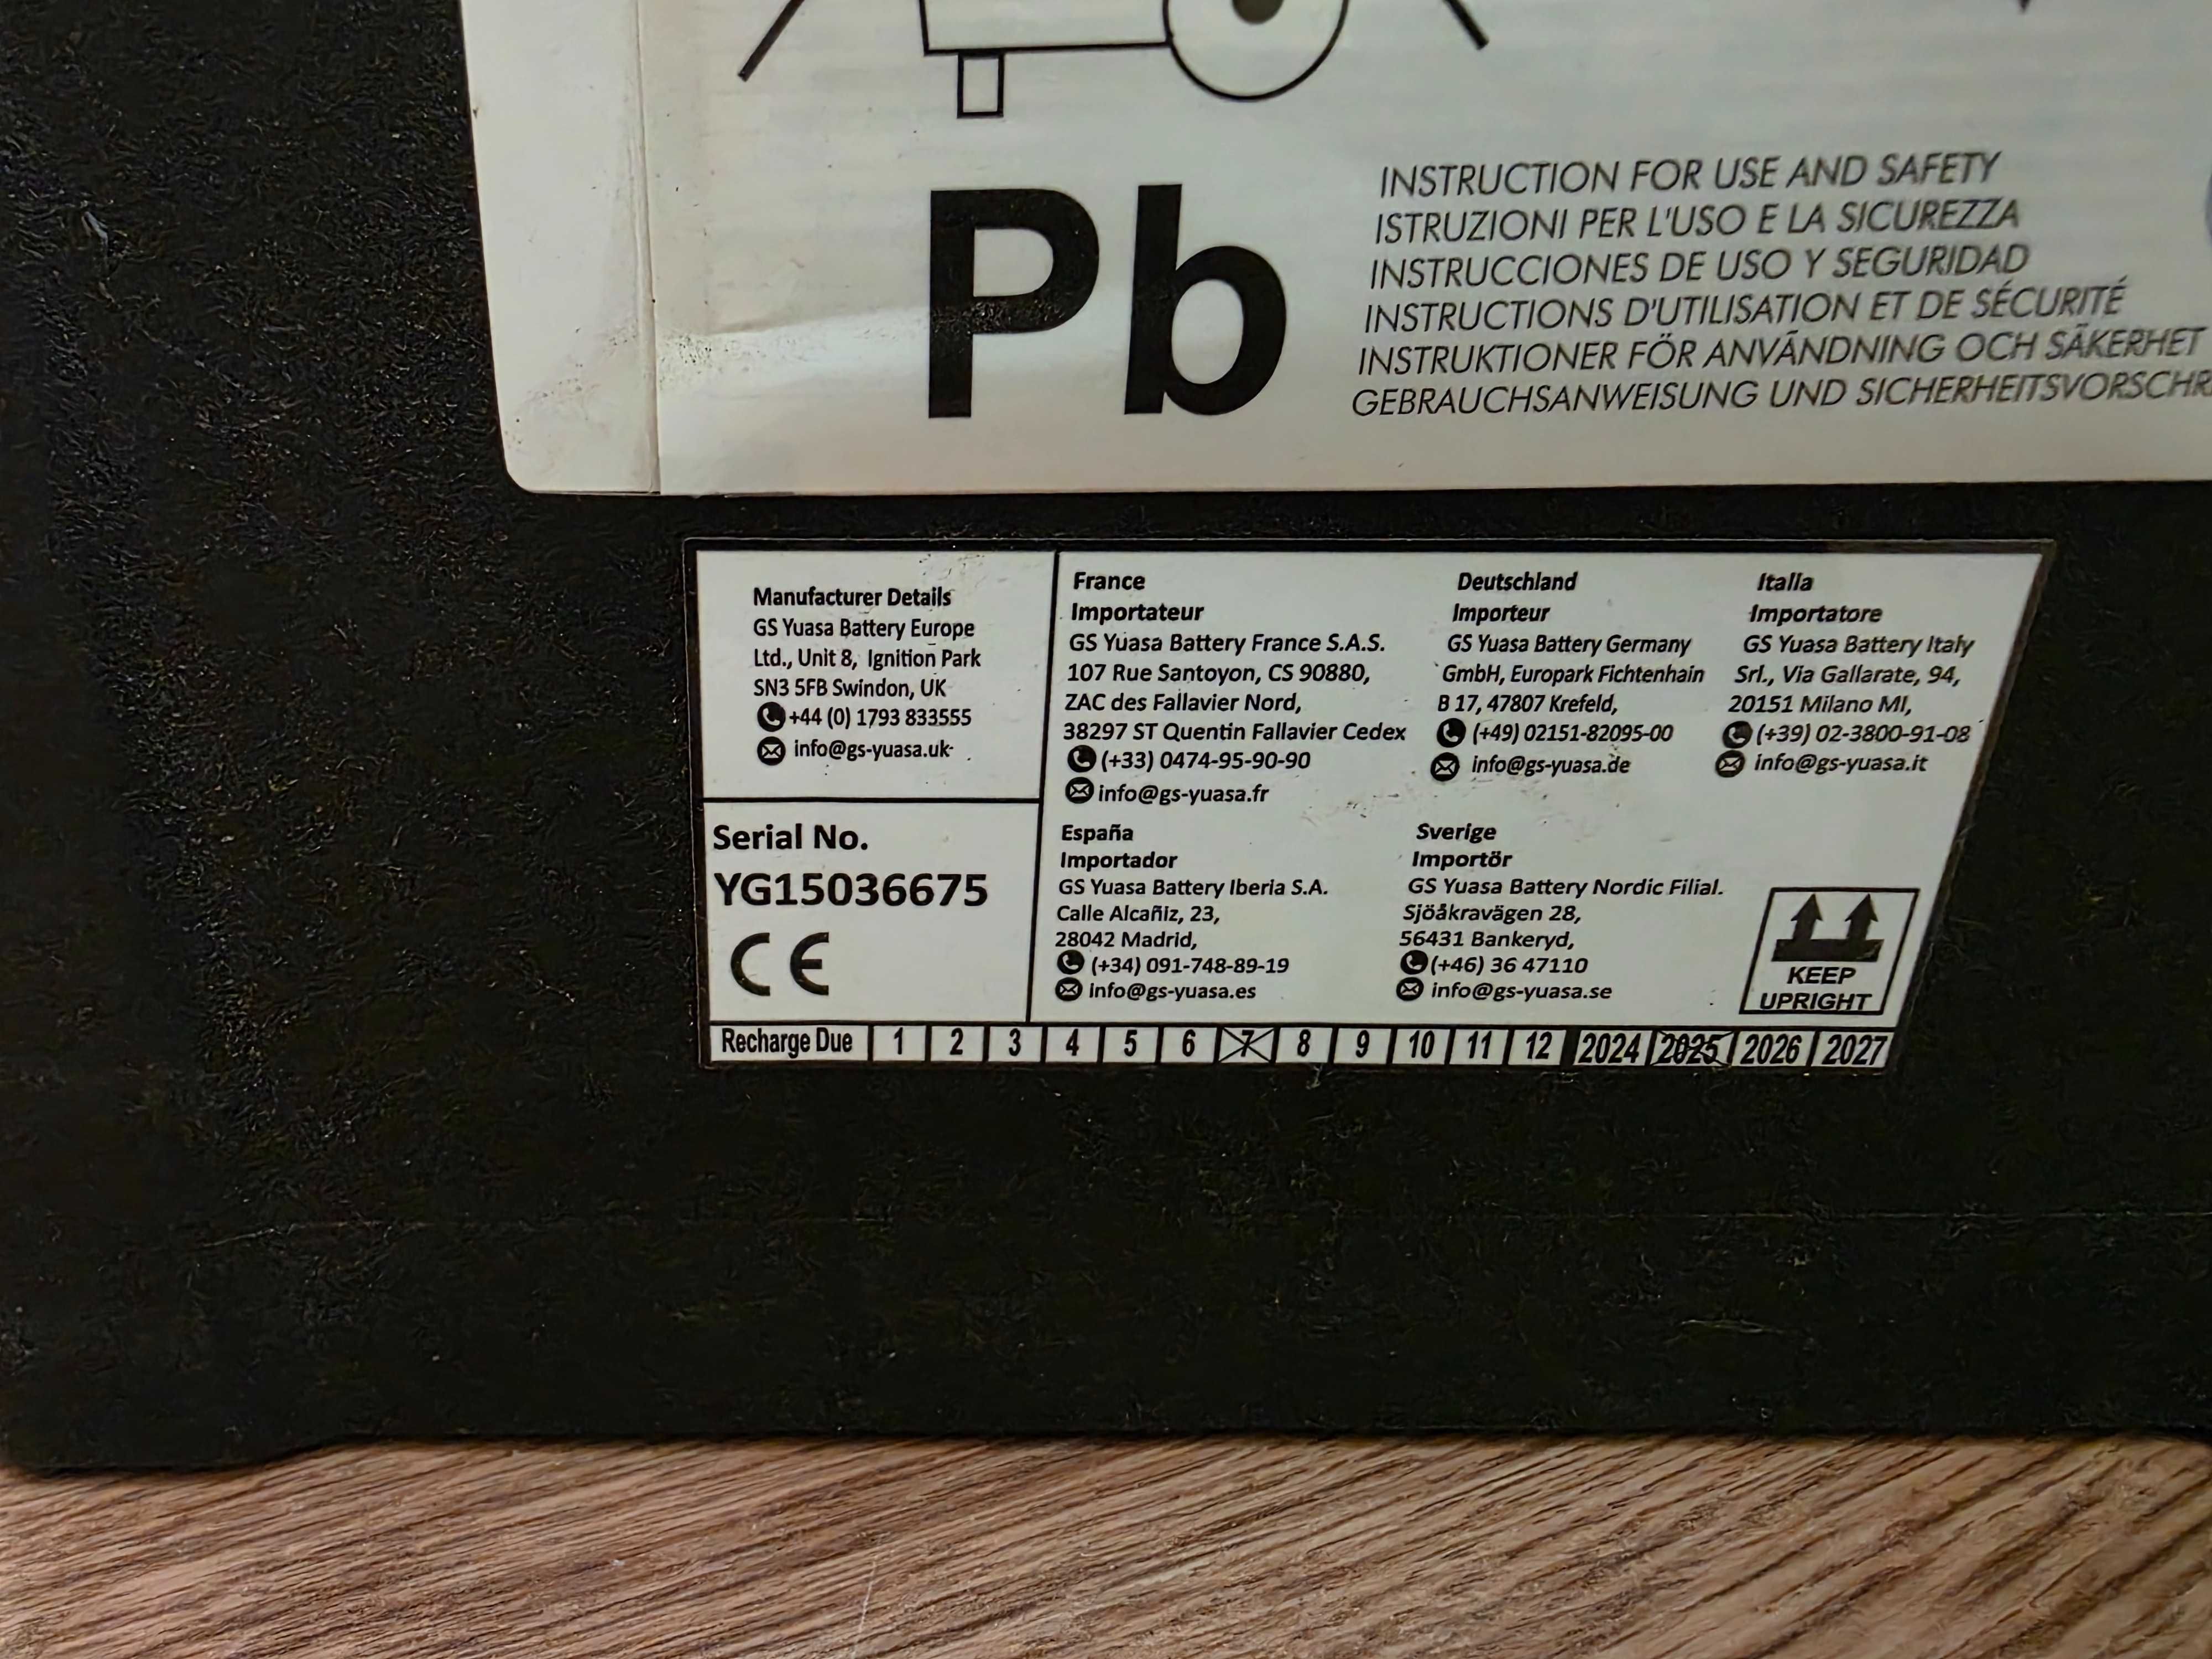 Pb
INSTRUCTION FOR USE AND SAFETY
ISTRUZIONI PER L'USO E LA SICUREZZA
INSTRUCCIONES DE USO Y SEGURIDAD
INSTRUCTIONS D'UTILISATION ET DE SÉCURITÉ
INSTRUKTIONER FÖR ANVÄNDNING OCH SÄKERHET
GEBRAUCHSANWEISUNG UND
Manufacturer Details
GS Yuasa Battery Europe
Ltd., Unit 8, Ignition Park
SN3 5FB Swindon, UK
+44 (0) 1793 833555
info@gs-yuasa.uk
Serial No.
YG15036675
CE
France
Importateur
GS Yuasa Battery France S.A.S.
107 Rue Santoyon, CS 90880,
ZAC des Fallavier Nord,
38297 ST Quentin Fallavier Cedex
(+33) 0474-95-90-90
info@gs-yuasa.fr
Deutschland
Importeur
GS Yuasa Battery Germany
GmbH, Europark Fichtenhain
B 17, 47807 Krefeld,
(+49) 02151-82095-00
info@gs-yuasa.de
Italia
Importatore
GS Yuasa Battery Italy
Srl., Via Gallarate, 94,
20151 Milano MI,
(+39) 02-3800-91-08
info@gs-yuasa.it
España
Importador
GS Yuasa Battery Iberia S.A.
Calle Alcañiz, 23,
28042 Madrid,
(+34) 091-748-89-19
info@gs-yuasa.es
Sverige
Importör
GS Yuasa Battery Nordic Filial.
Sjöåkravägen 28,
56431 Bankeryd,
(+46) 36 47110
info@gs-yuasa.se
KEEP
UPRIGHT
Recharge Due 1 2 3 4 5 6 7 8 9 10 11 12 2024 2025 2026 2027